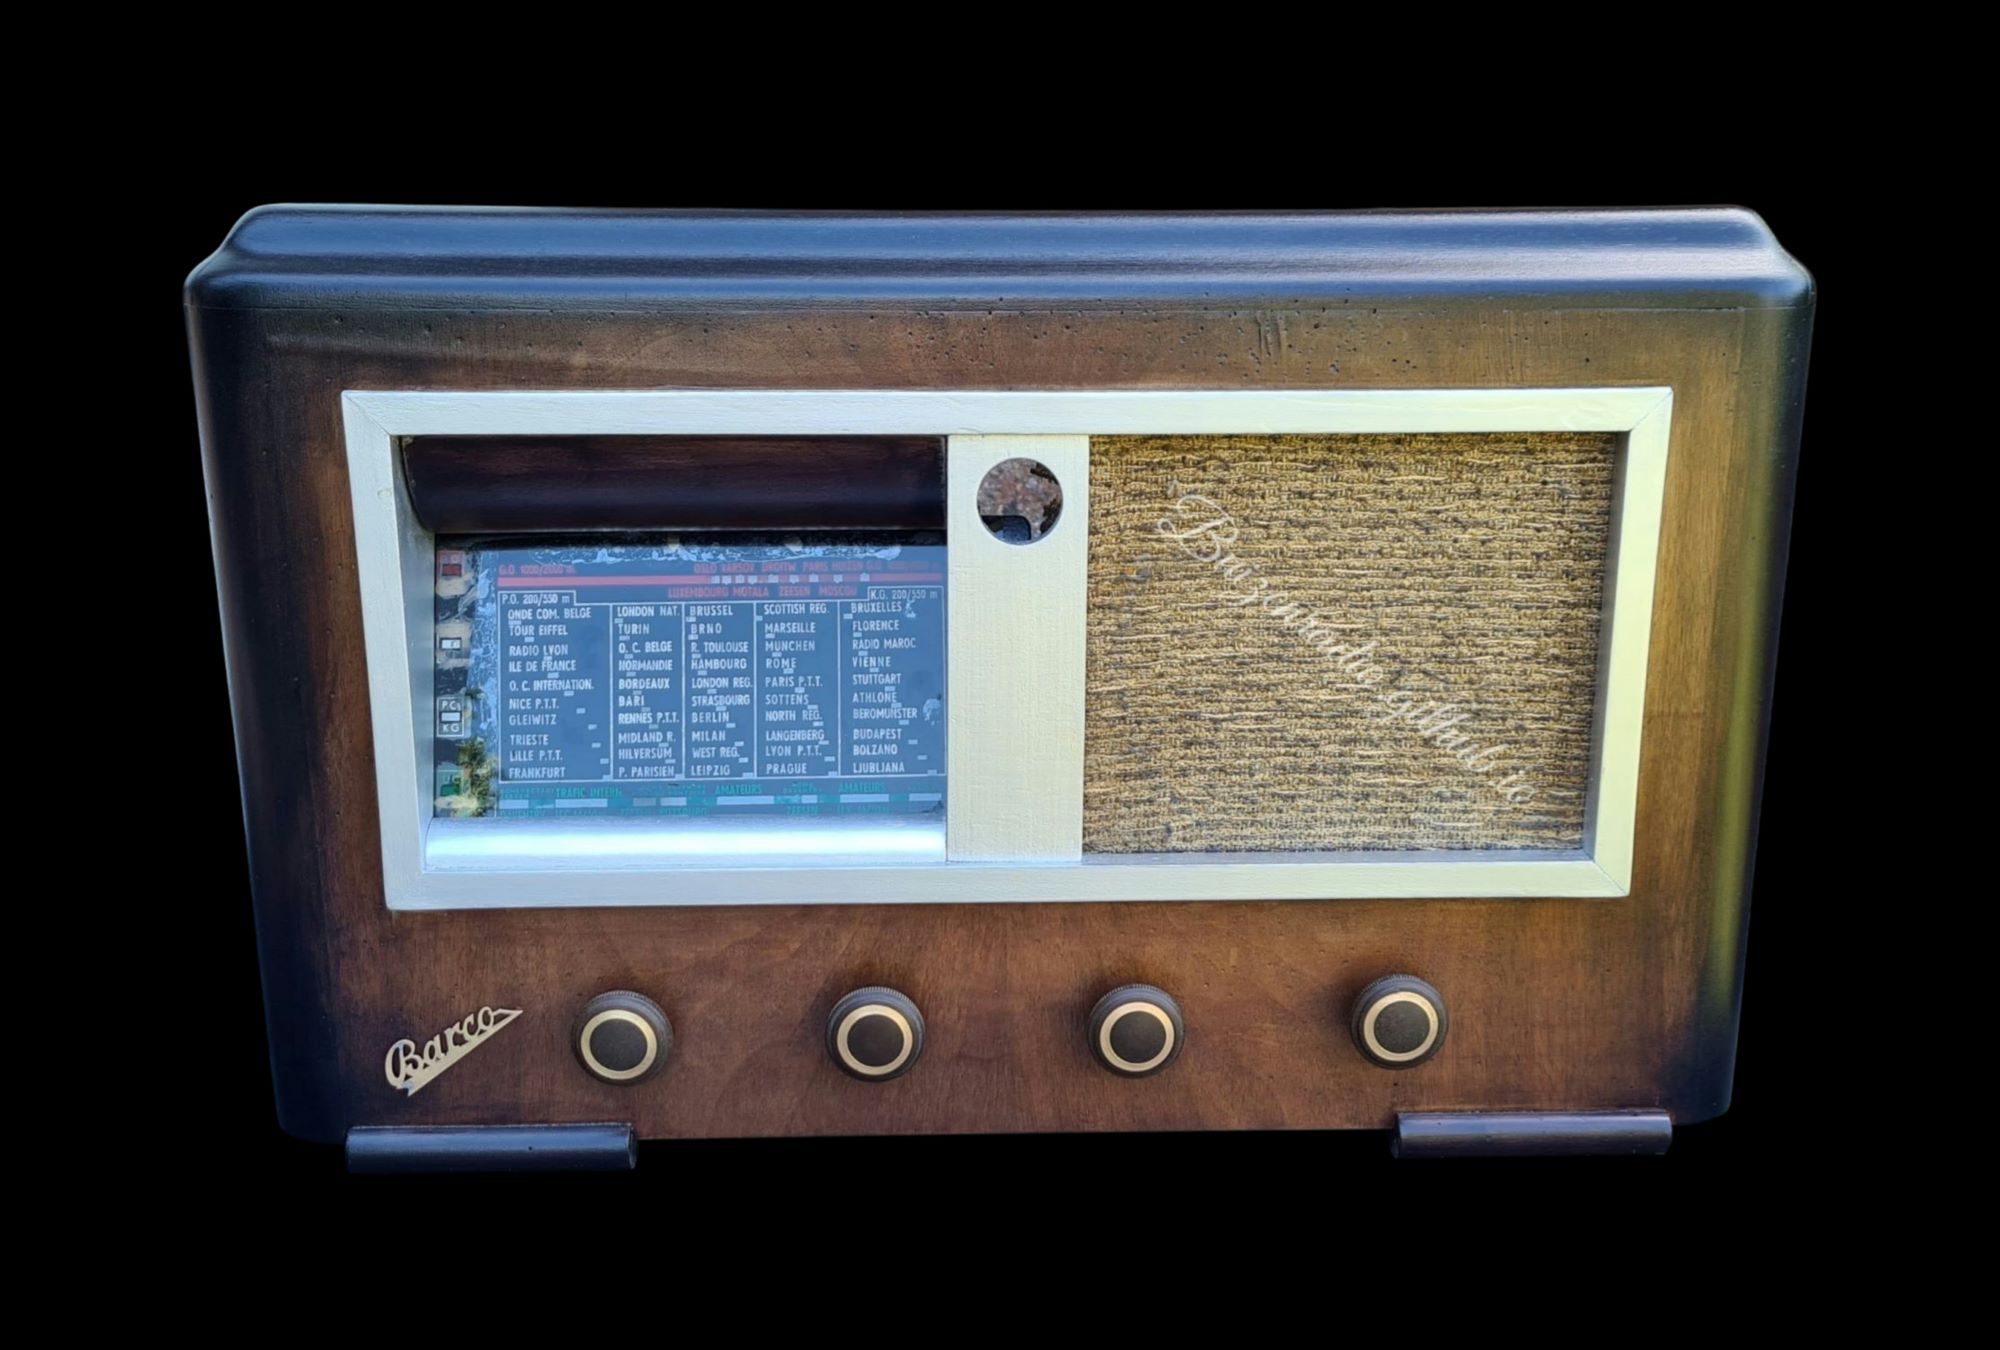 G.O. 1000/2000 m. OSLO VARSOV. DROITW. PARIS HUIZEN G.O.
LUXEMBOURG MOTALA ZEESEN MOSCOU
P.O. 200/550 m K.G. 200/550 m
ONDE COM. BELGE LONDON NAT. BRUSSEL SCOTTISH REG. BRUXELLES
TOUR EIFFEL TURIN BRNO MARSEILLE FLORENCE
RADIO LYON O. C. BELGE R. TOULOUSE MUNCHEN RADIO MAROC
ILE DE FRANCE NORMANDIE HAMBOURG ROME VIENNE
O. C. INTERNATION. BORDEAUX LONDON REG. PARIS P.T.T. STUTTGART
NICE P.T.T. BARI STRASBOURG SOTTENS ATHLONE
GLEIWITZ RENNES P.T.T. BERLIN NORTH REG. BEROMUNSTER
TRIESTE MIDLAND R. MILAN LANGENBERG BUDAPEST
LILLE P.T.T. HILVERSUM WEST REG. LYON P.T.T. BOLZANO
FRANKFURT P. PARISIEN LEIPZIG PRAGUE LJUBLJANA
TRAFIC INTERN. AMATEURS AMATEURS
ZEESEN
PO
KG
Barco